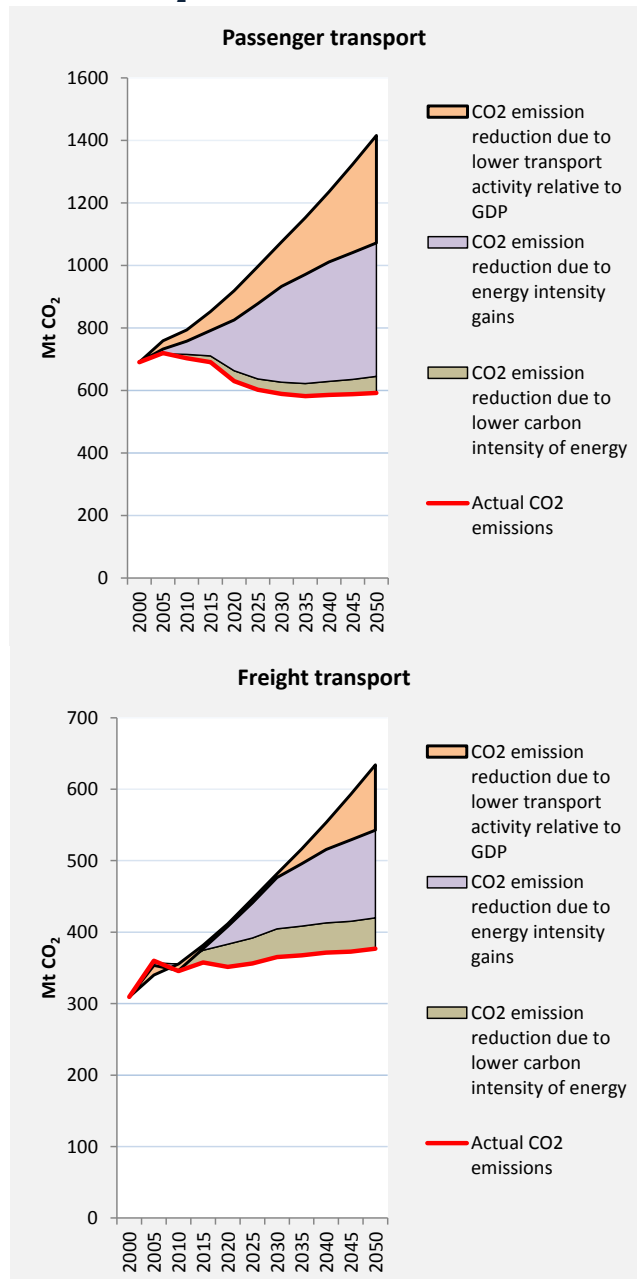 Passenger transport
1600
1400
1200
1000
800
600
400
200
0
Mt CO2
2000
2005
2010
2015
2020
2025
2030
2035
2040
2045
2050
CO2 emission
reduction due to
lower transport
activity relative to
GDP
CO2 emission
reduction due to
energy intensity
gains
CO2 emission
reduction due to
lower carbon
intensity of energy
Actual CO2
emissions
Freight transport
700
600
500
400
300
200
100
0
Mt CO2
2000
2005
2010
2015
2020
2025
2030
2035
2040
2045
2050
CO2 emission
reduction due to
lower transport
activity relative to
GDP
CO2 emission
reduction due to
energy intensity
gains
CO2 emission
reduction due to
lower carbon
intensity of energy
Actual CO2
emissions